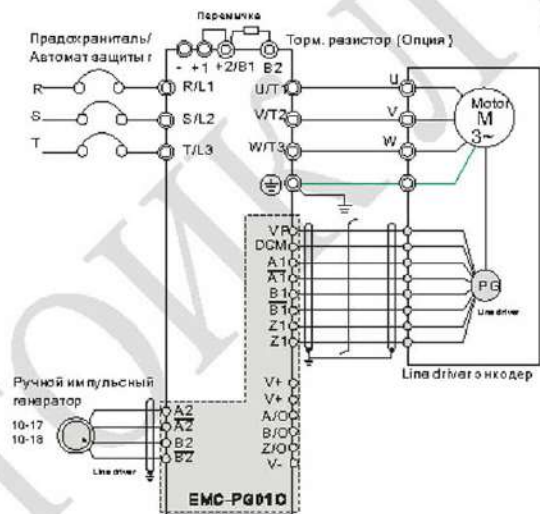 Перемычка
Предохранитель/
Автомат защиты г
- +1 +2/B1 B2
Торм. резистор (Опция)
R R/L1 U/T1 U
S S/L2 V/T2 V
T T/L3 W/T3 W
Motor
M
3~
VP
DCM
A1
A1
B1
B1
Z1
Z1
PG
Line driver
Line driver энкодер
V+
V+
A/O
B/O
Z/O
V-
Ручной импульсный
генератор
10-17
10-18
A2
A2
B2
B2
Line driver
EMC-PG01O